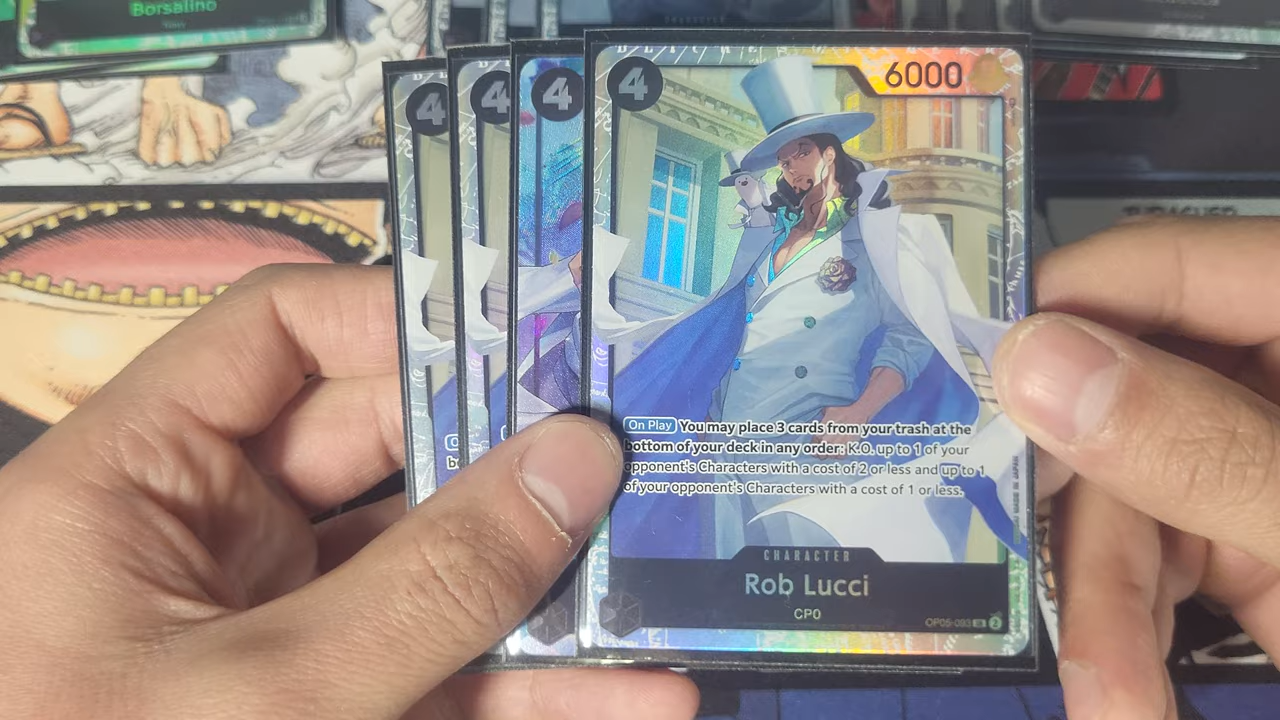 Borsalino
CHARACTER
4
4
4
4
6000
On Play You may place 3 cards from your trash at the
bottom of your deck in any order: K.O. up to 1 of your
opponent's Characters with a cost of 2 or less and up to 1
of your opponent's Characters with a cost of 1 or less.
CHARACTER
Rob Lucci
CP0
OP05-093 SR 2